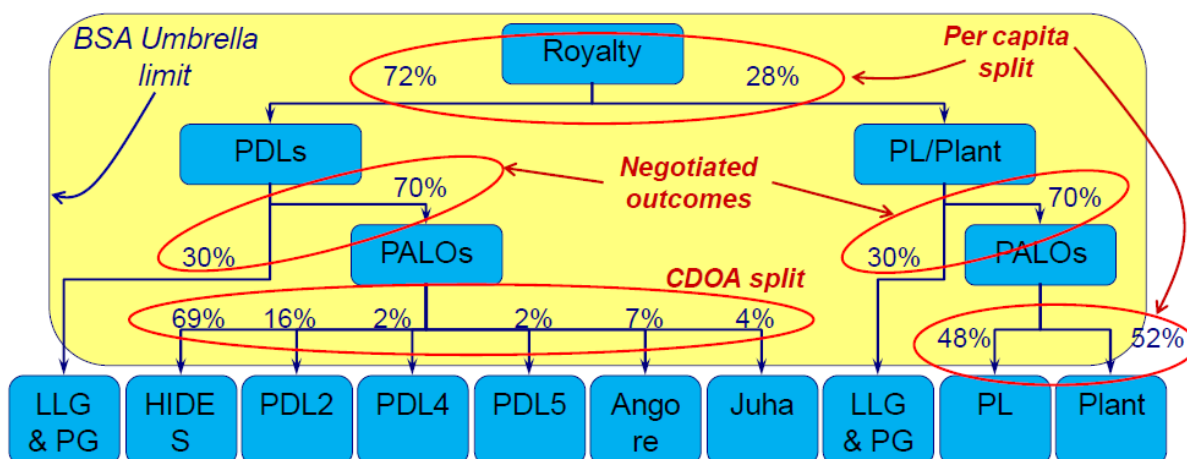 BSA Umbrella
limit
Royalty
Per capita
split
72%
28%
PDLs
PL/Plant
Negotiated
outcomes
70%
70%
30%
30%
PALOs
PALOs
CDOA split
69%
16%
2%
2%
7%
4%
48%
52%
LLG
& PG
HIDE
S
PDL2
PDL4
PDL5
Ango
re
Juha
LLG
& PG
PL
Plant